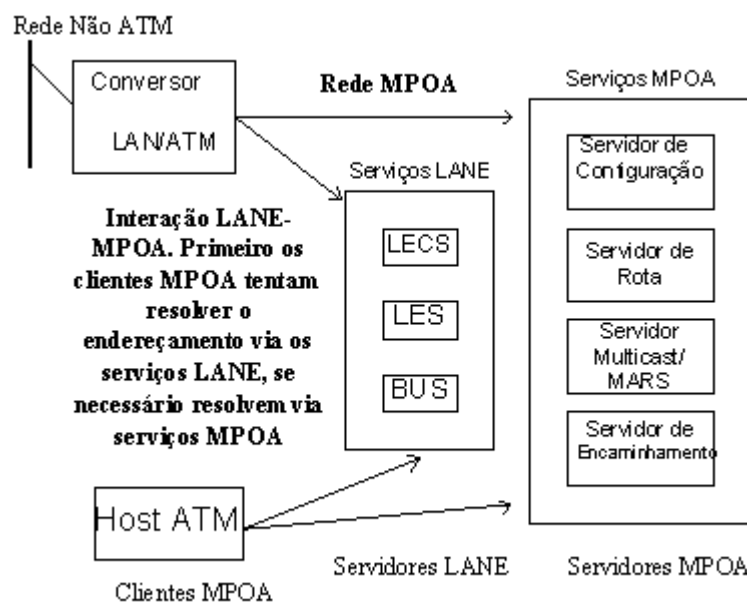 Rede Não ATM
Conversor
LAN/ATM
Rede MPOA
Serviços MPOA
Servidor de
Configuração
Servidor de
Rota
Servidor
Multicast/
MARS
Servidor de
Encaminhamento
Serviços LANE
LECS
LES
BUS
Interação LANE-
MPOA. Primeiro os
clientes MPOA tentam
resolver o
endereçamento via os
serviços LANE, se
necessário resolvem via
serviços MPOA
Host ATM
Clientes MPOA
Servidores LANE
Servidores MPOA